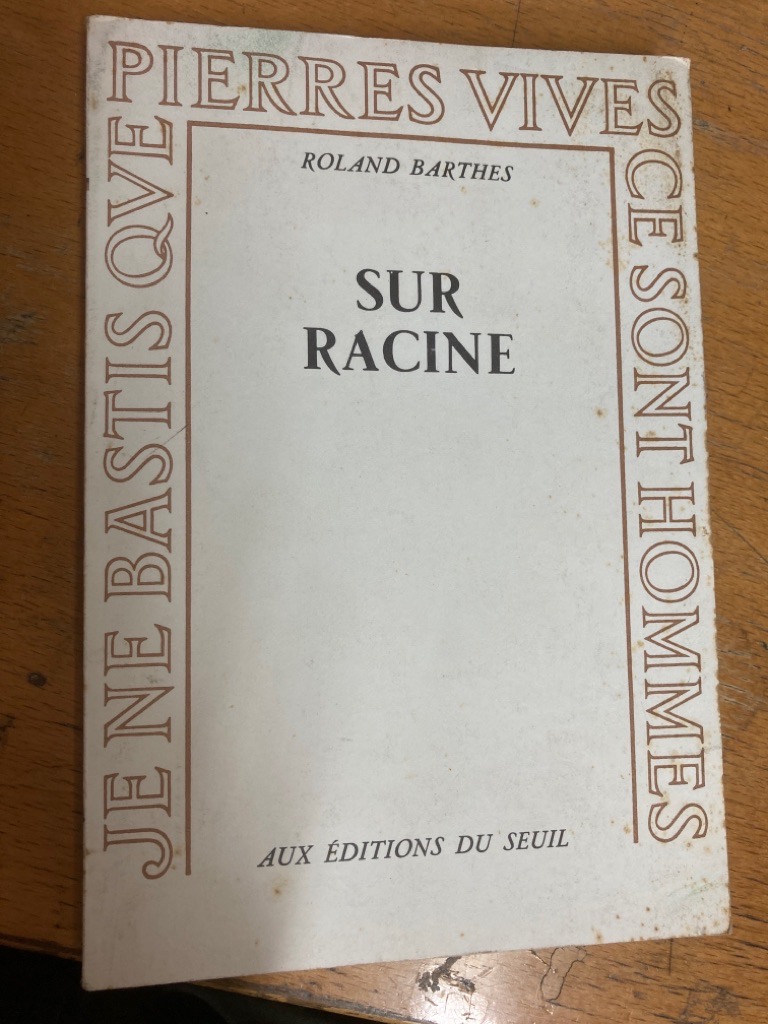 JE NE BASTIS QVE
PIERRES VIVES
CE SONT HOMMES
ROLAND BARTHES
SUR
RACINE
AUX ÉDITIONS DU SEUIL